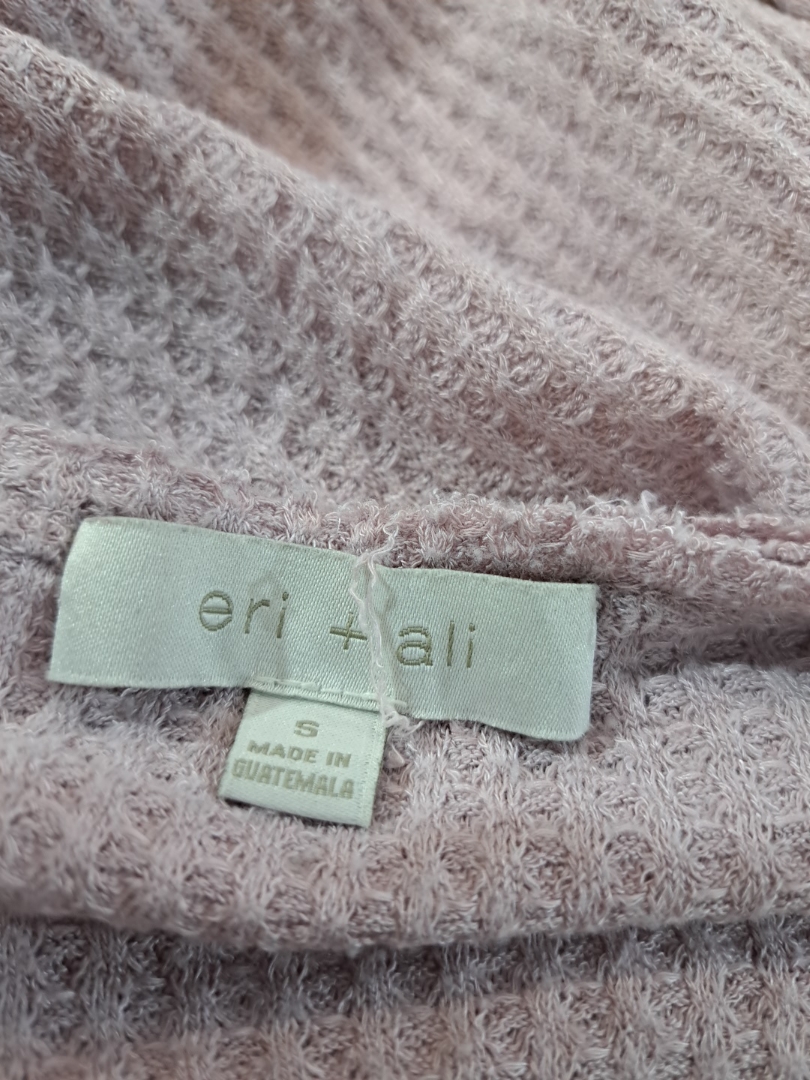 eri + ali
S
MADE IN
GUATEMALA